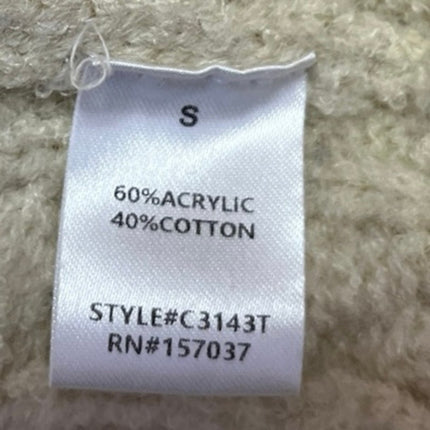 S
60%ACRYLIC
40%COTTON
STYLE#C3143T
RN#157037